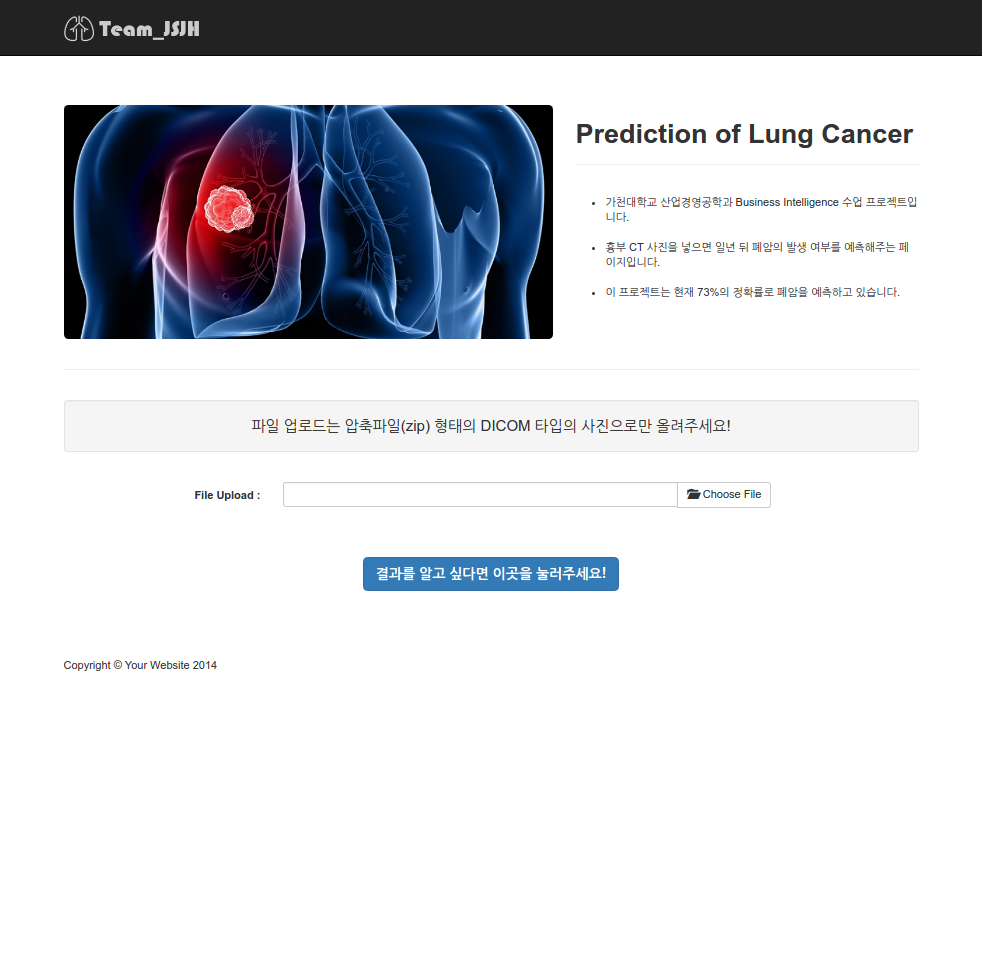 Team_JSJH
Prediction of Lung Cancer
가천대학교 산업경영공학과 Business Intelligence 수업 프로젝트입
니다.
흉부 CT 사진을 넣으면 일년 뒤 폐암의 발생 여부를 예측해주는 페
이지입니다.
이 프로젝트는 현재 73%의 정확률로 폐암을 예측하고 있습니다.
파일 업로드는 압축파일(zip) 형태의 DICOM 타입의 사진으로만 올려주세요!
File Upload : Choose File
결과를 알고 싶다면 이곳을 눌러주세요!
Copyright © Your Website 2014